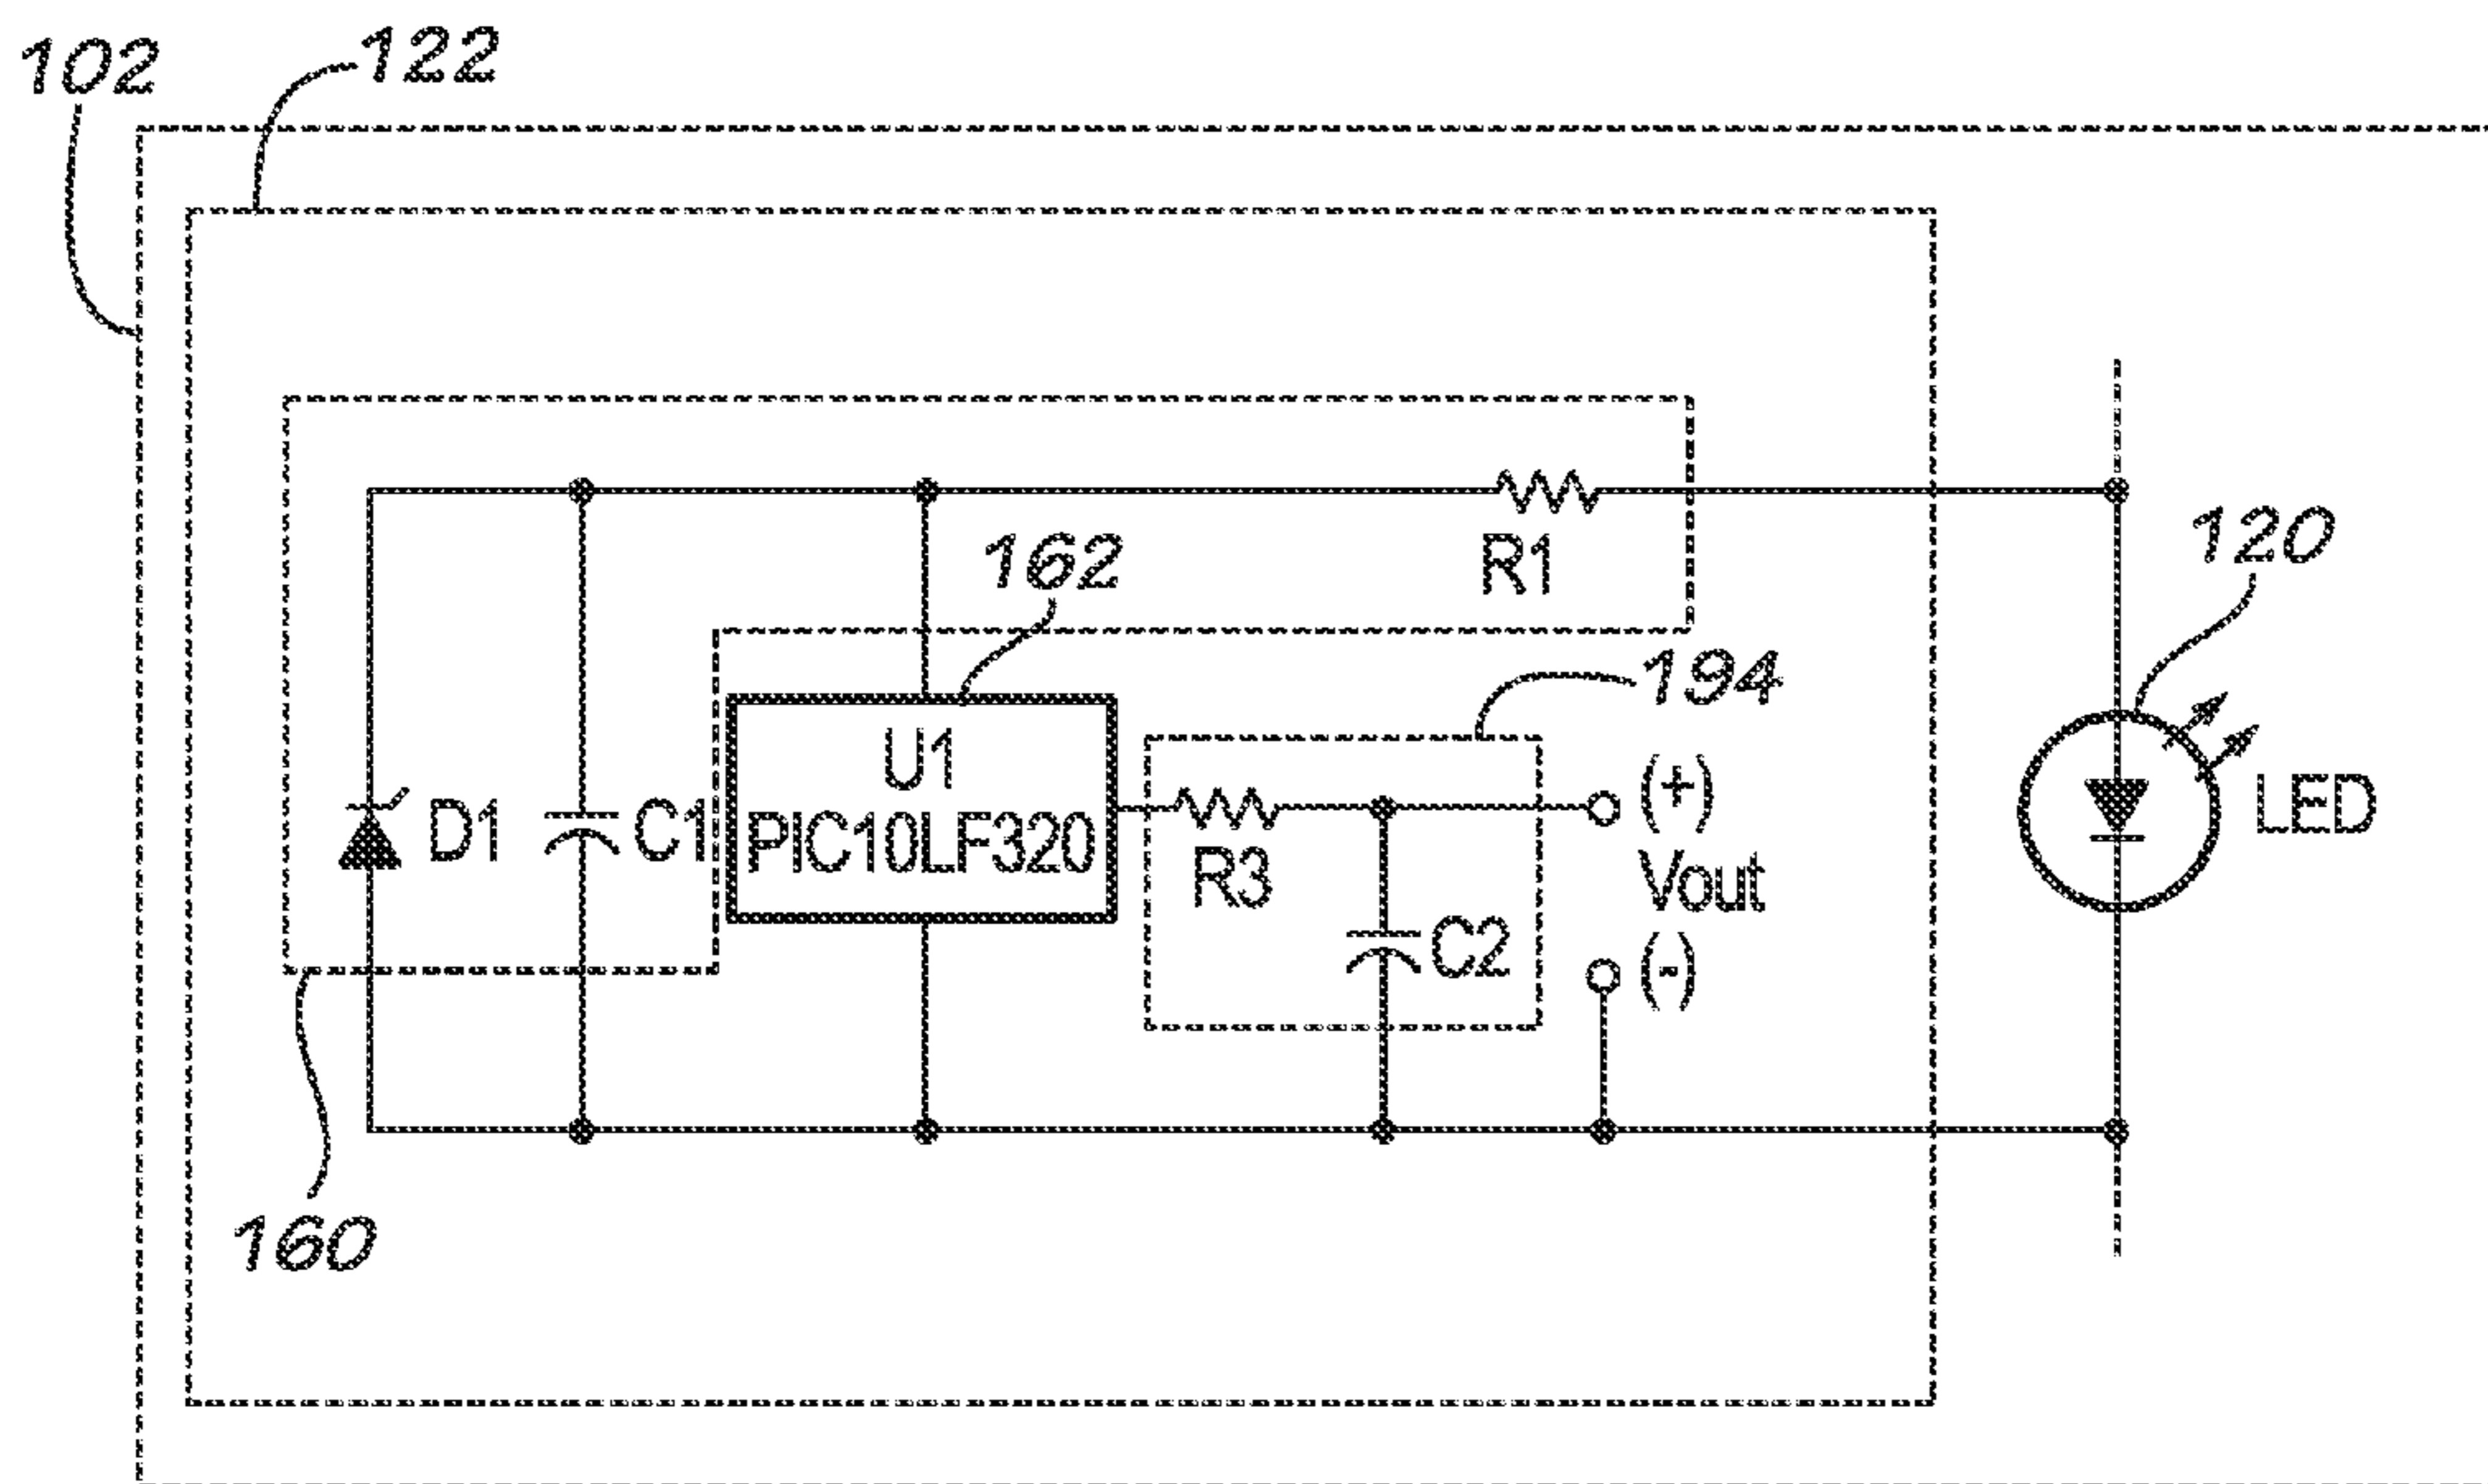 102
122
R1
162
120
194
U1
PIC10LF320
D1
C1
R3
C2
(+)
Vout
(-)
LED
160